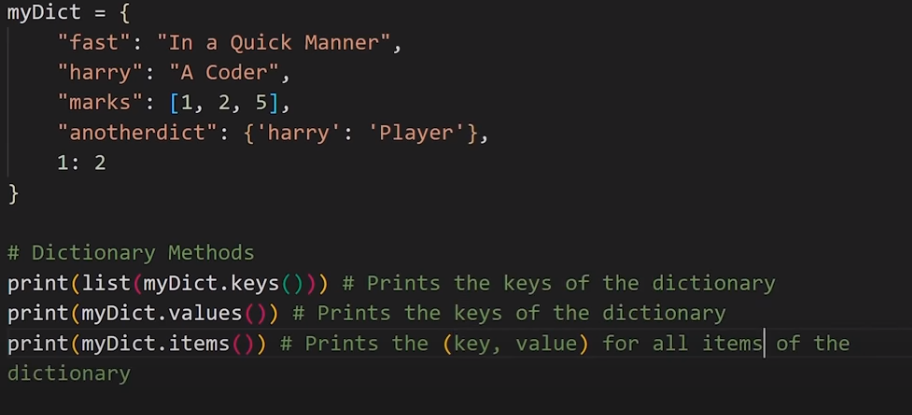 myDict = {
    "fast": "In a Quick Manner",
    "harry": "A Coder",
    "marks": [1, 2, 5],
    "anotherdict": {'harry': 'Player'},
    1: 2
}

# Dictionary Methods
print(list(myDict.keys())) # Prints the keys of the dictionary
print(myDict.values()) # Prints the keys of the dictionary
print(myDict.items()) # Prints the (key, value) for all items of the
dictionary